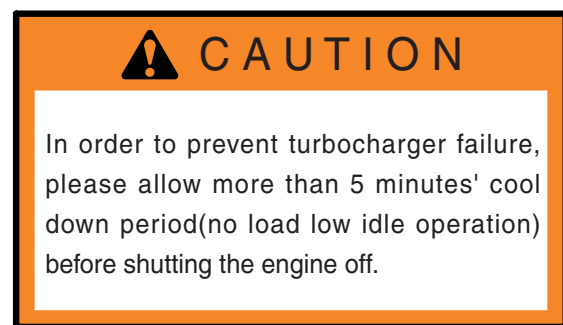 CAUTION
In order to prevent turbocharger failure,
please allow more than 5 minutes' cool
down period(no load low idle operation)
before shutting the engine off.